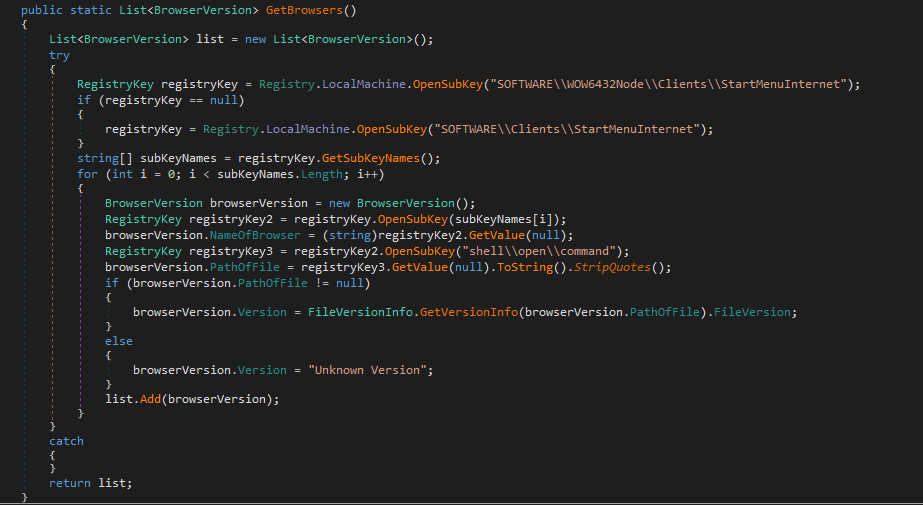 public static List<BrowserVersion> GetBrowsers()
{
    List<BrowserVersion> list = new List<BrowserVersion>();
    try
    {
        RegistryKey registryKey = Registry.LocalMachine.OpenSubKey("SOFTWARE\\WOW6432Node\\Clients\\StartMenuInternet");
        if (registryKey == null)
        {
            registryKey = Registry.LocalMachine.OpenSubKey("SOFTWARE\\Clients\\StartMenuInternet");
        }
        string[] subKeyNames = registryKey.GetSubKeyNames();
        for (int i = 0; i < subKeyNames.Length; i++)
        {
            BrowserVersion browserVersion = new BrowserVersion();
            RegistryKey registryKey2 = registryKey.OpenSubKey(subKeyNames[i]);
            browserVersion.NameOfBrowser = (string)registryKey2.GetValue(null);
            RegistryKey registryKey3 = registryKey2.OpenSubKey("shell\\open\\command");
            browserVersion.PathOfFile = registryKey3.GetValue(null).ToString().StripQuotes();
            if (browserVersion.PathOfFile != null)
            {
                browserVersion.Version = FileVersionInfo.GetVersionInfo(browserVersion.PathOfFile).FileVersion;
            }
            else
            {
                browserVersion.Version = "Unknown Version";
            }
            list.Add(browserVersion);
        }
    }
    catch
    {
    }
    return list;
}